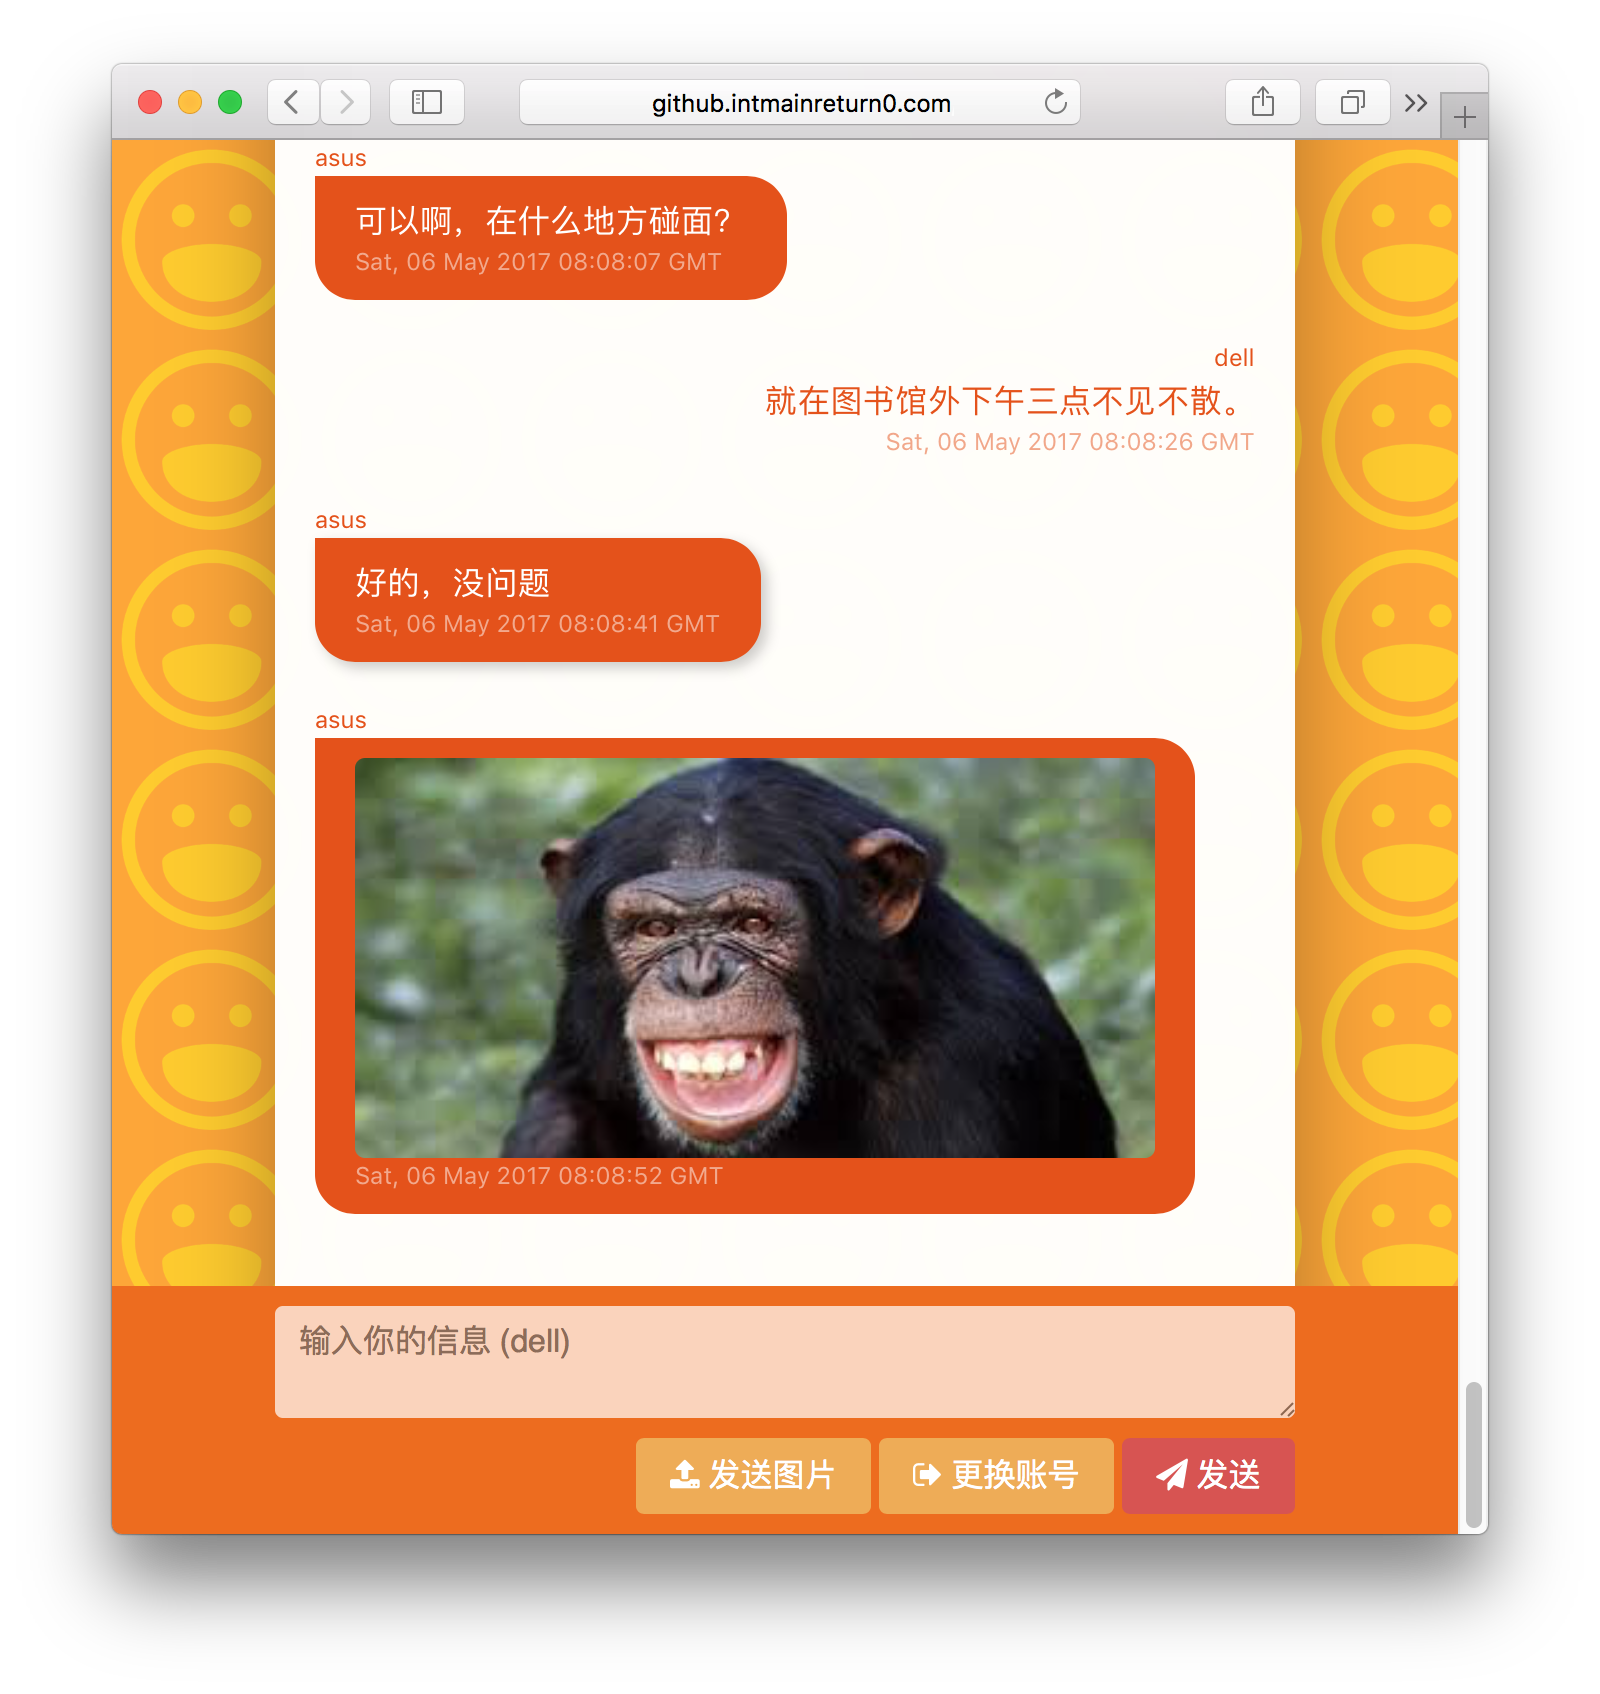 github.intmainreturn0.com
asus
可以啊，在什么地方碰面?
Sat, 06 May 2017 08:08:07 GMT
dell
就在图书馆外下午三点不见不散。
Sat, 06 May 2017 08:08:26 GMT
asus
好的，没问题
Sat, 06 May 2017 08:08:41 GMT
asus
Sat, 06 May 2017 08:08:52 GMT
输入你的信息 (dell)
发送图片 更换账号 发送